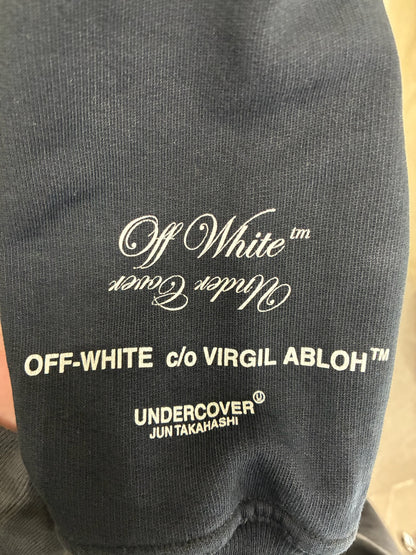 Off White™
Under Cover
OFF-WHITE c/o VIRGIL ABLOH™
UNDERCOVER Ⓤ
JUN TAKAHASHI